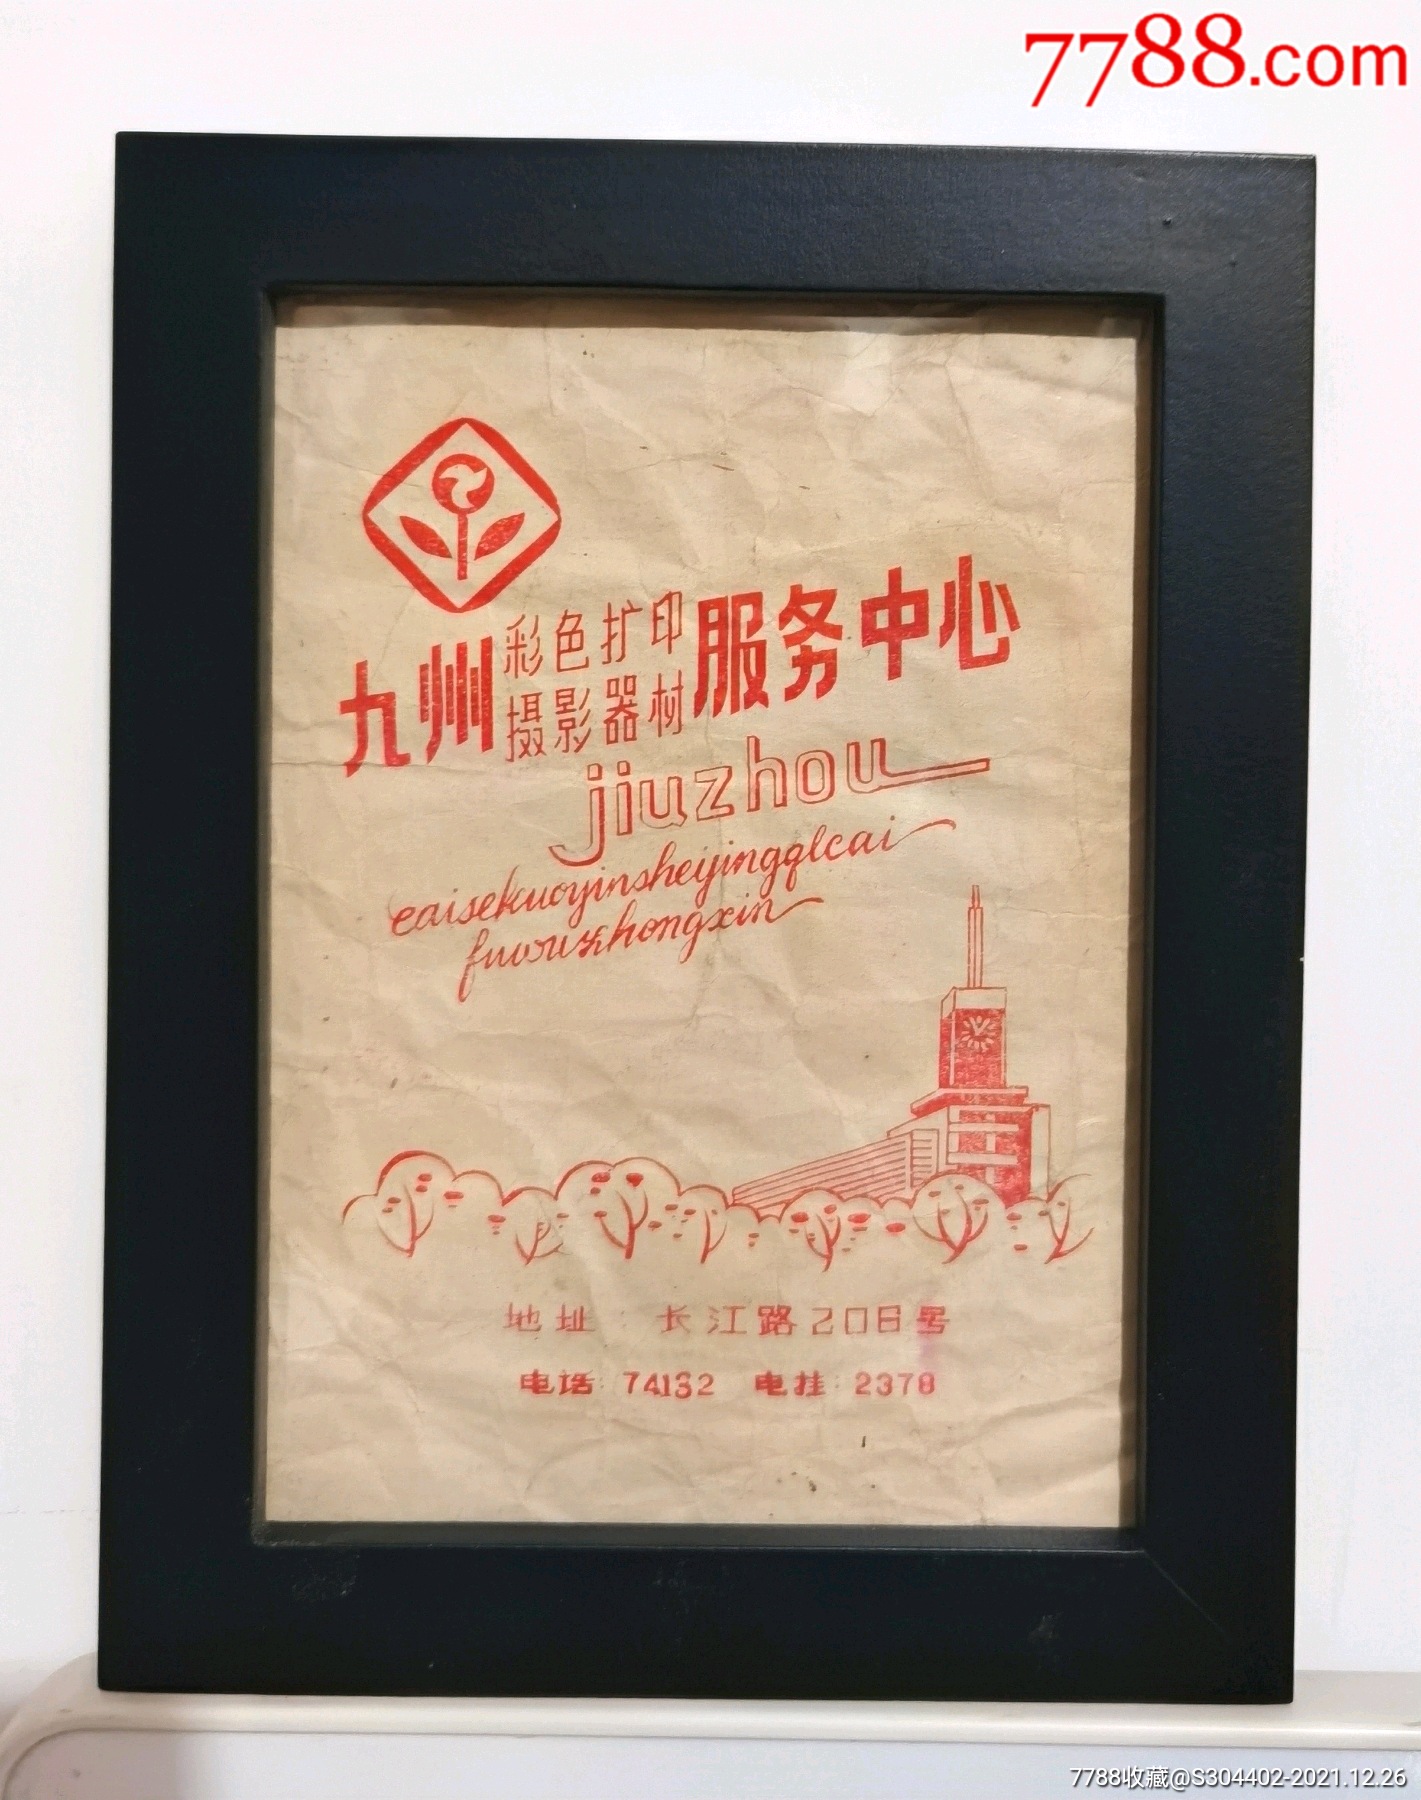 7788.com
九州彩色扩印服务中心
摄影器材
jiuzhou
caisekuoyinsheyingqlcai
fuwuzhongxin
地址：长江路208号
电话：74132 电挂：2378
7788收藏@S304402-2021.12.26